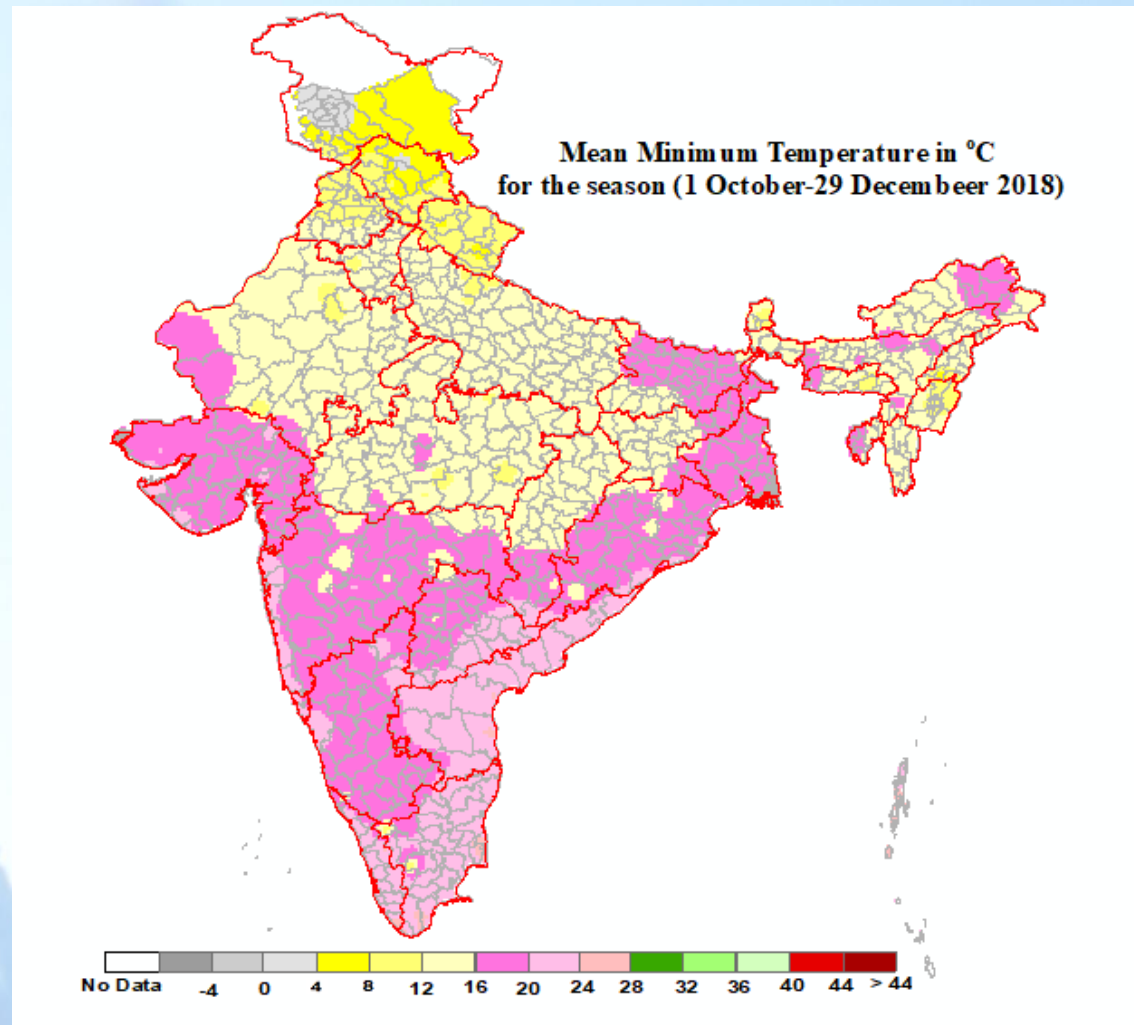 Mean Minimum Temperature in °C
for the season (1 October-29 Decembeer 2018)
No Data -4 0 4 8 12 16 20 24 28 32 36 40 44 > 44